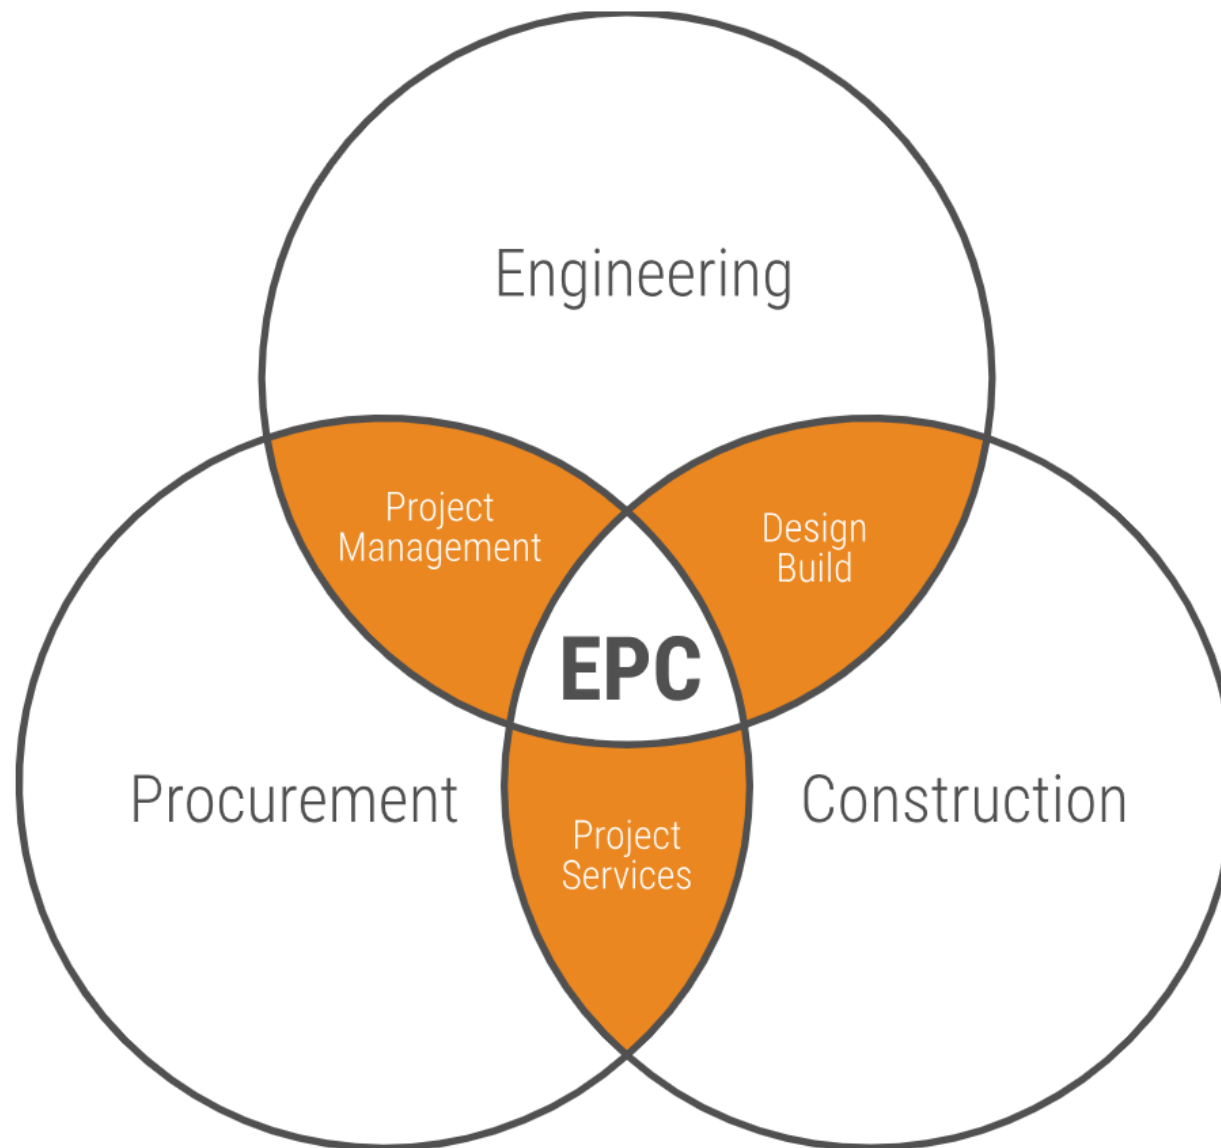 Engineering
Project
Management
Design
Build
EPC
Procurement
Construction
Project
Services